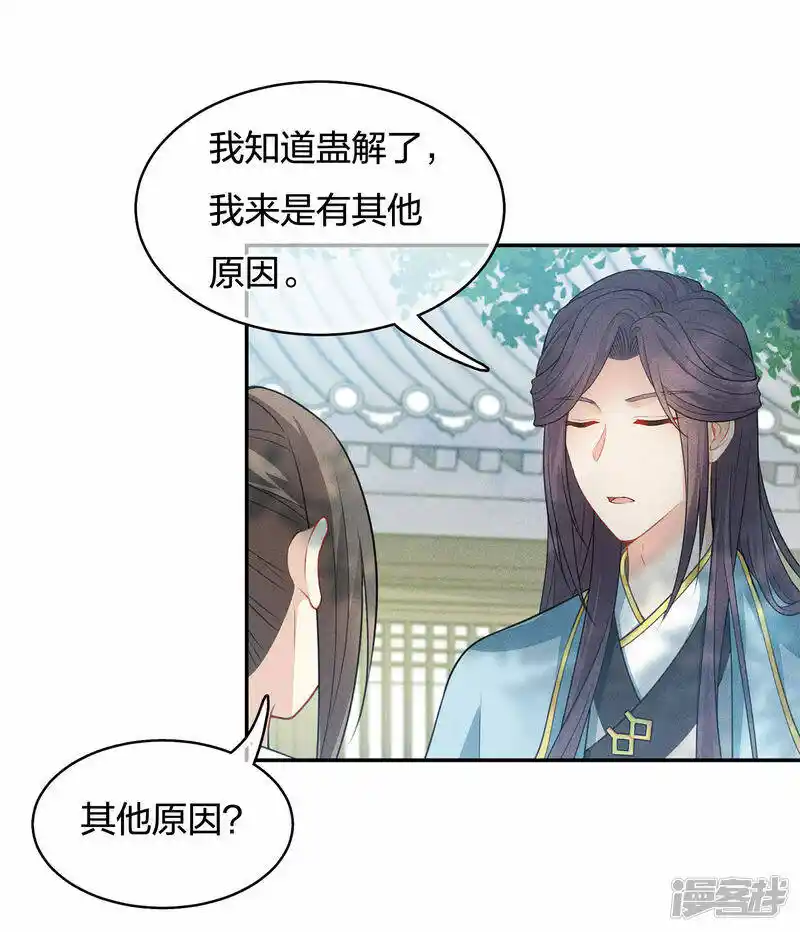 我知道蛊解了，
我来是有其他
原因。
其他原因？
漫客栈